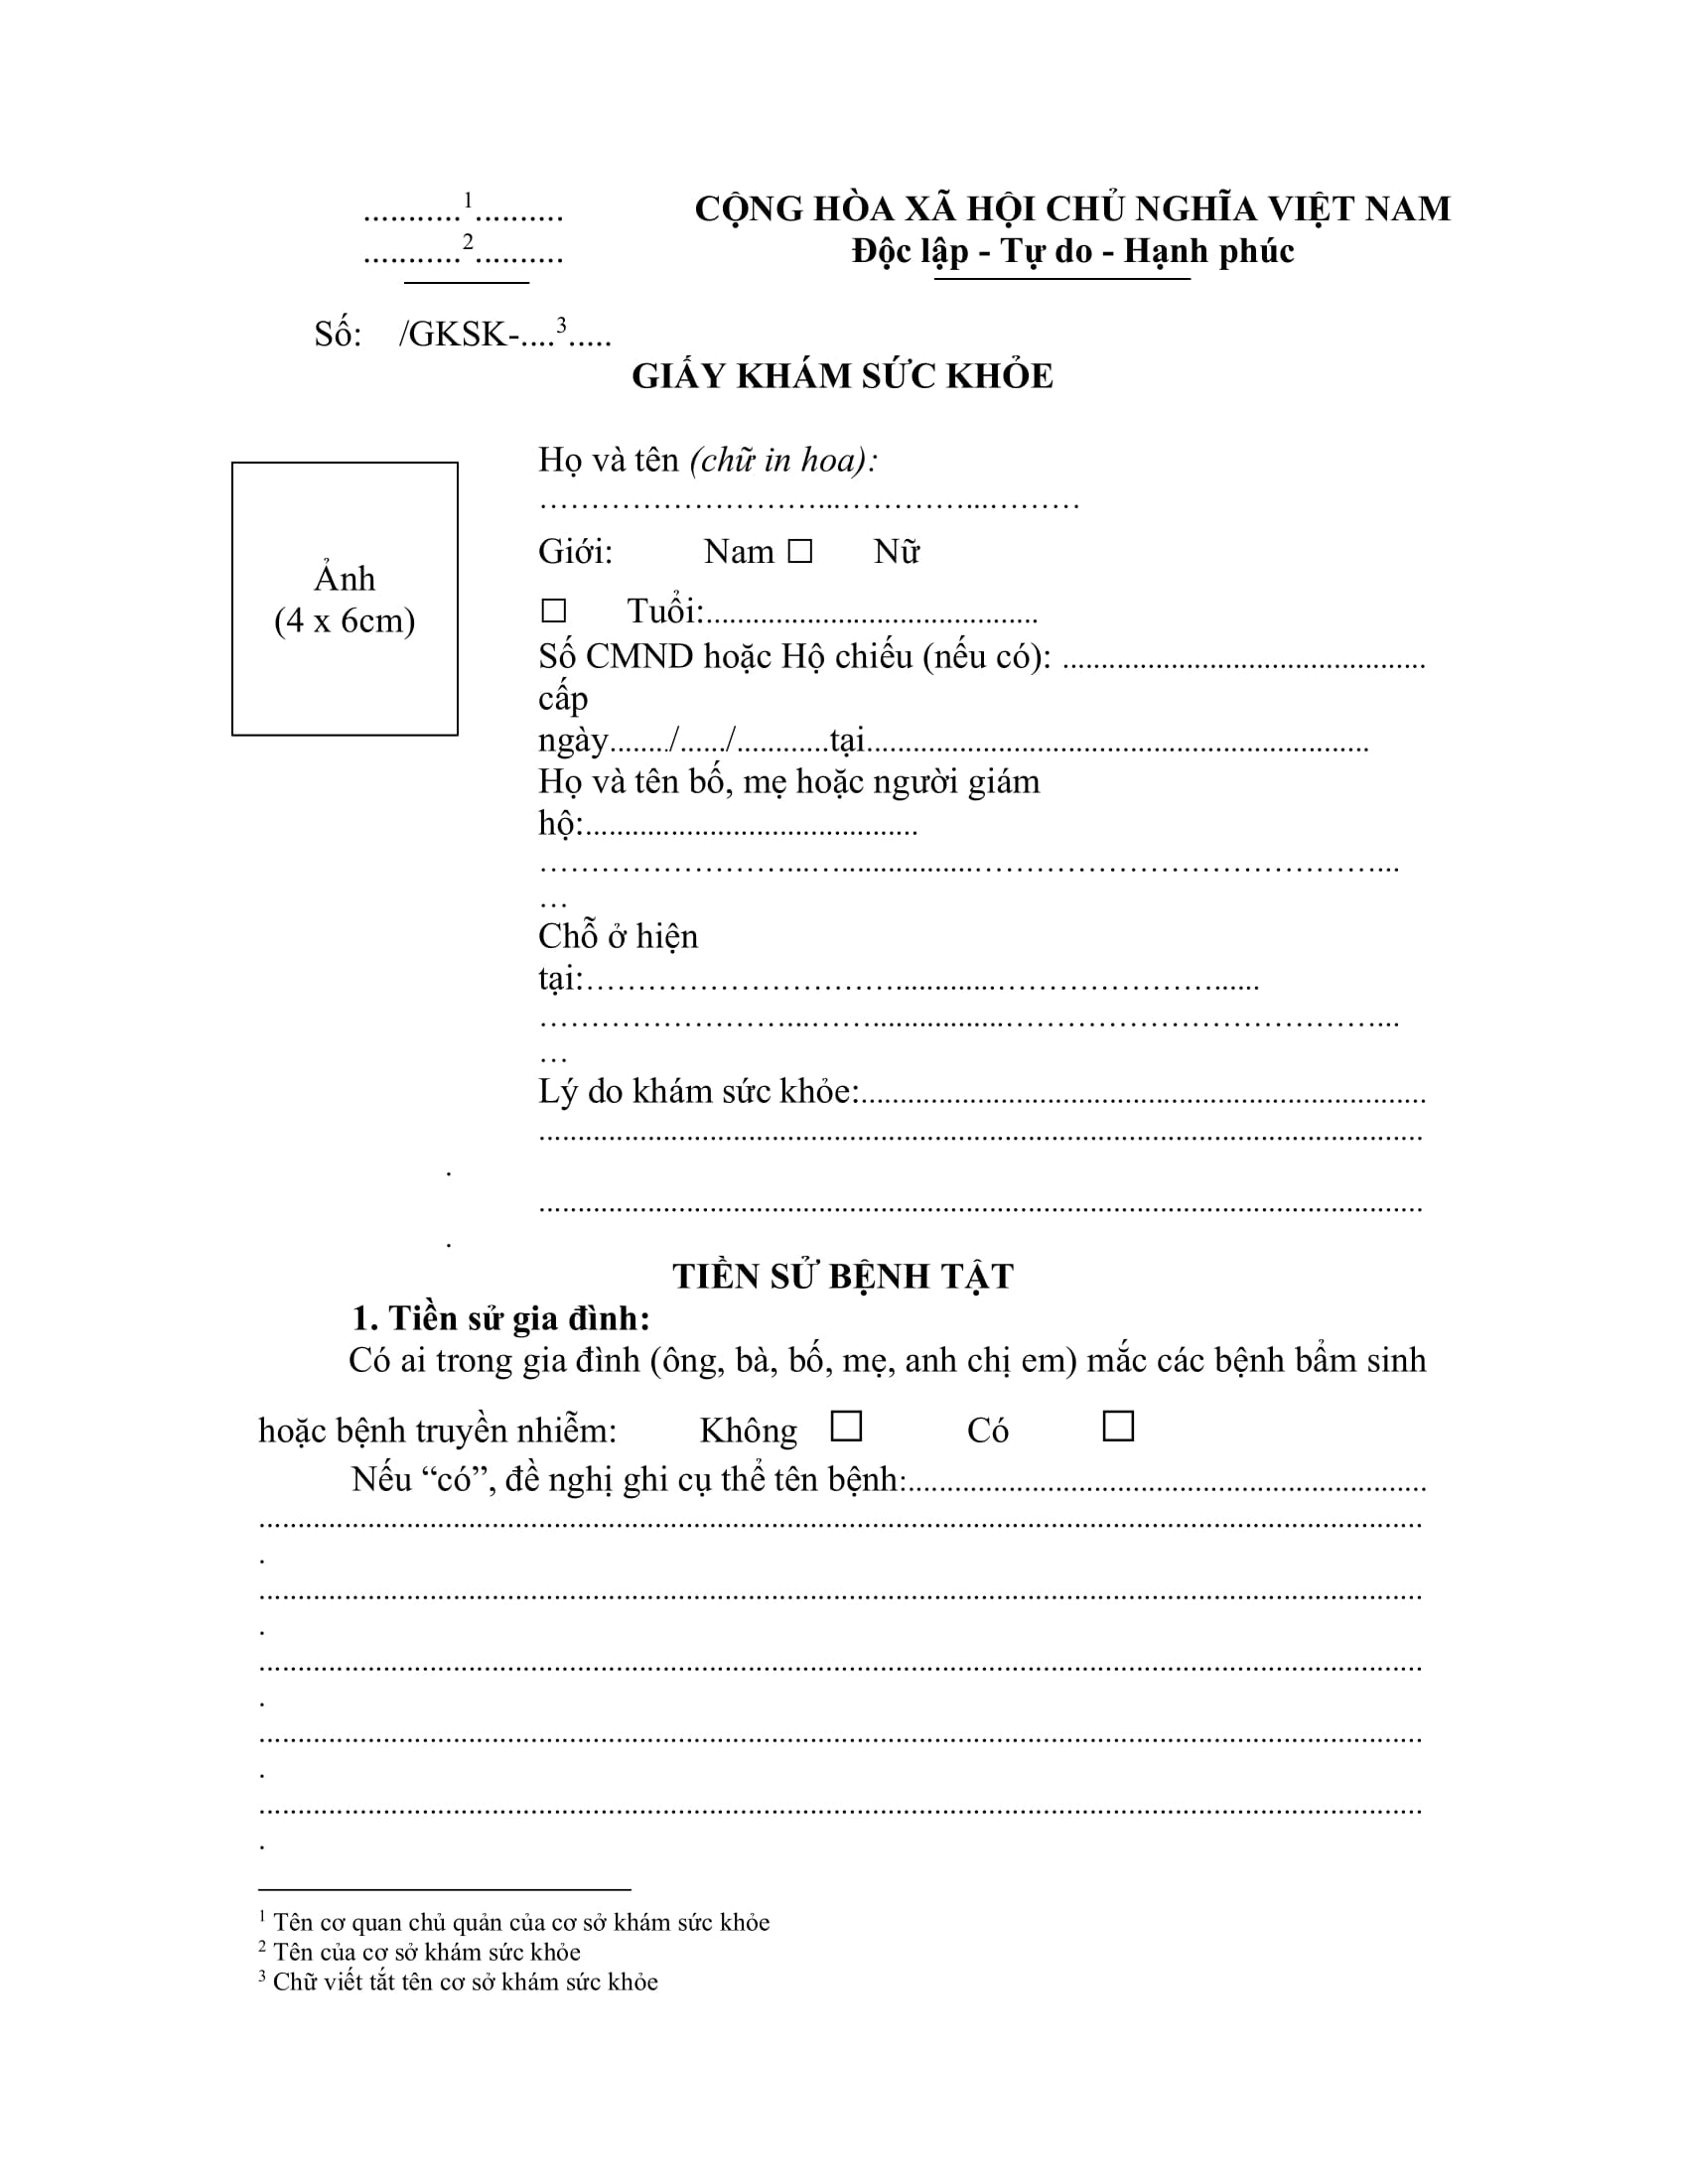 ...........1..........
...........2..........
CỘNG HÒA XÃ HỘI CHỦ NGHĨA VIỆT NAM
Độc lập - Tự do - Hạnh phúc
Số: /GKSK-....3.....
GIẤY KHÁM SỨC KHỎE
Ảnh
(4 x 6cm)
Họ và tên (chữ in hoa):
………………………...…………...………
Giới: Nam ☐ Nữ
☐ Tuổi:...........................................
Số CMND hoặc Hộ chiếu (nếu có): ...............................................
cấp
ngày......../....../............tại.................................................................
Họ và tên bố, mẹ hoặc người giám
hộ:...........................................
……………………...…..................…………………………………...
…
Chỗ ở hiện
tại:…………………………............…………………......
……………………...……................………………………………...
…
Lý do khám sức khỏe:.........................................................................
..................................................................................................................
.
..................................................................................................................
.
TIỀN SỬ BỆNH TẬT
1. Tiền sử gia đình:
Có ai trong gia đình (ông, bà, bố, mẹ, anh chị em) mắc các bệnh bẩm sinh
hoặc bệnh truyền nhiễm: Không ☐ Có ☐
Nếu “có”, đề nghị ghi cụ thể tên bệnh:...................................................................
......................................................................................................................................................
.
......................................................................................................................................................
.
......................................................................................................................................................
.
......................................................................................................................................................
.
......................................................................................................................................................
.
1 Tên cơ quan chủ quản của cơ sở khám sức khỏe
2 Tên của cơ sở khám sức khỏe
3 Chữ viết tắt tên cơ sở khám sức khỏe